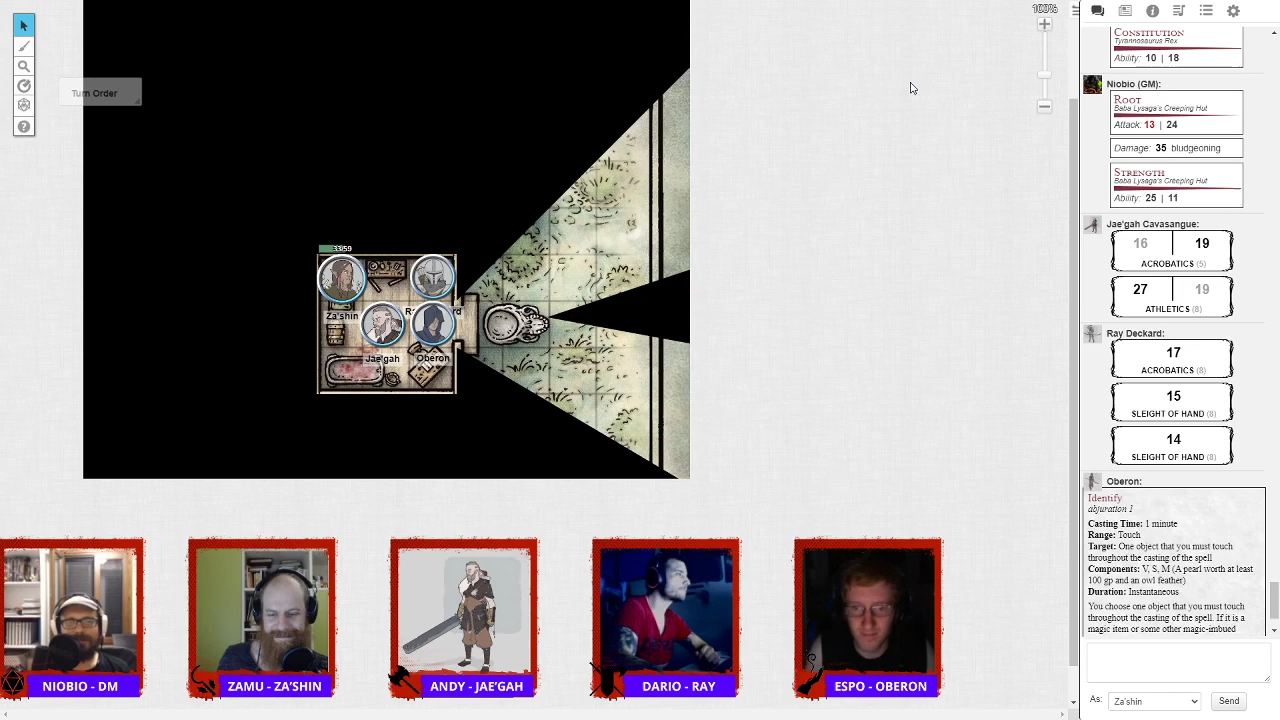 100%
Turn Order
33/59
Za'shin
Jae'gah
Oberon
NIOBIO - DM
ZAMU - ZA'SHIN
ANDY - JAE'GAH
DARIO - RAY
ESPO - OBERON
CONSTITUTION
Tyrannosaurus Rex
Ability: 10 | 18
Niobio (GM):
ROOT
Baba Lysaga's Creeping Hut
Attack: 13 | 24
Damage: 35 bludgeoning
STRENGTH
Baba Lysaga's Creeping Hut
Ability: 25 | 11
Jae'gah Cavasangue:
16 19
ACROBATICS (5)
27 19
ATHLETICS (8)
Ray Deckard:
17
ACROBATICS (8)
15
SLEIGHT OF HAND (8)
14
SLEIGHT OF HAND (8)
Oberon:
Identify
abjuration 1
Casting Time: 1 minute
Range: Touch
Target: One object that you must touch
throughout the casting of the spell
Components: V, S, M (A pearl worth at least
100 gp and an owl feather)
Duration: Instantaneous
You choose one object that you must touch
throughout the casting of the spell. If it is a
magic item or some other magic-imbued
As: Za'shin Send